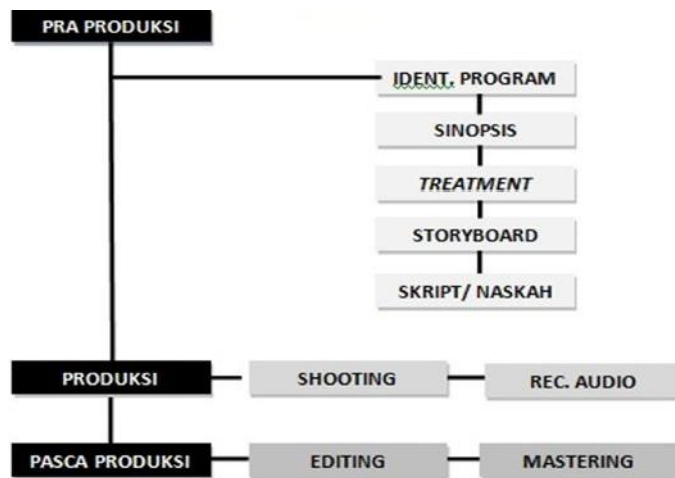 PRA PRODUKSI
IDENT. PROGRAM
SINOPSIS
TREATMENT
STORYBOARD
SKRIPT/ NASKAH
PRODUKSI
SHOOTING
REC. AUDIO
PASCA PRODUKSI
EDITING
MASTERING